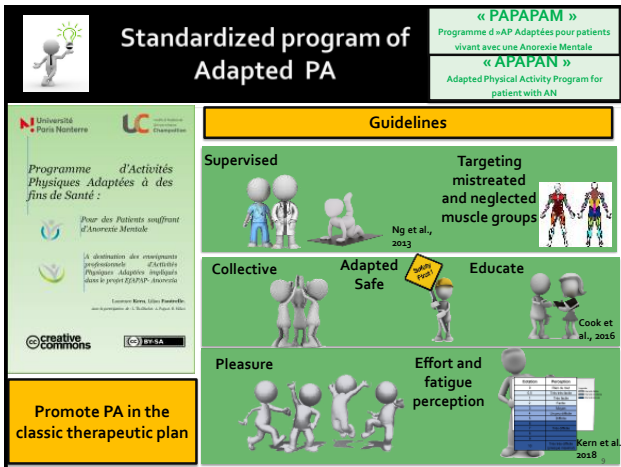 Standardized program of
Adapted PA
« PAPAPAM »
Programme d »AP Adaptées pour patients
vivant avec une Anorexie Mentale
« APAPAN »
Adapted Physical Activity Program for
patient with AN
Université
Paris Nanterre
UC
Champollion
Programme d'Activités
Physiques Adaptées à des
fins de Santé :
Pour des Patients souffrant
d'Anorexie Mentale
A destination des enseignants
professionnels d'Activités
Physiques Adaptées impliqués
dans le projet EfAPAP- Anorexia
creative
commons
BY-SA
Promote PA in the
classic therapeutic plan
Guidelines
Supervised
Ng et al.,
2013
Targeting
mistreated
and neglected
muscle groups
Collective
Adapted
Safe
Safety
First!
Educate
Cook et
al., 2016
Pleasure
Effort and
fatigue
perception
Kern et al.
2018
9